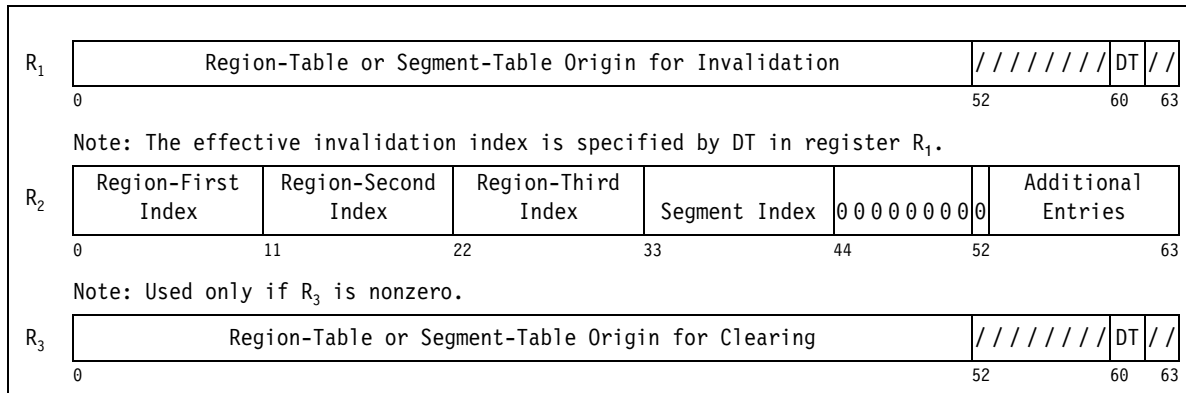 R1 Region-Table or Segment-Table Origin for Invalidation //////// DT //
0 52 60 63
Note: The effective invalidation index is specified by DT in register R1.
R2 Region-First Index Region-Second Index Region-Third Index Segment Index 000000000 0 Additional Entries
0 11 22 33 44 52 63
Note: Used only if R3 is nonzero.
R3 Region-Table or Segment-Table Origin for Clearing //////// DT //
0 52 60 63